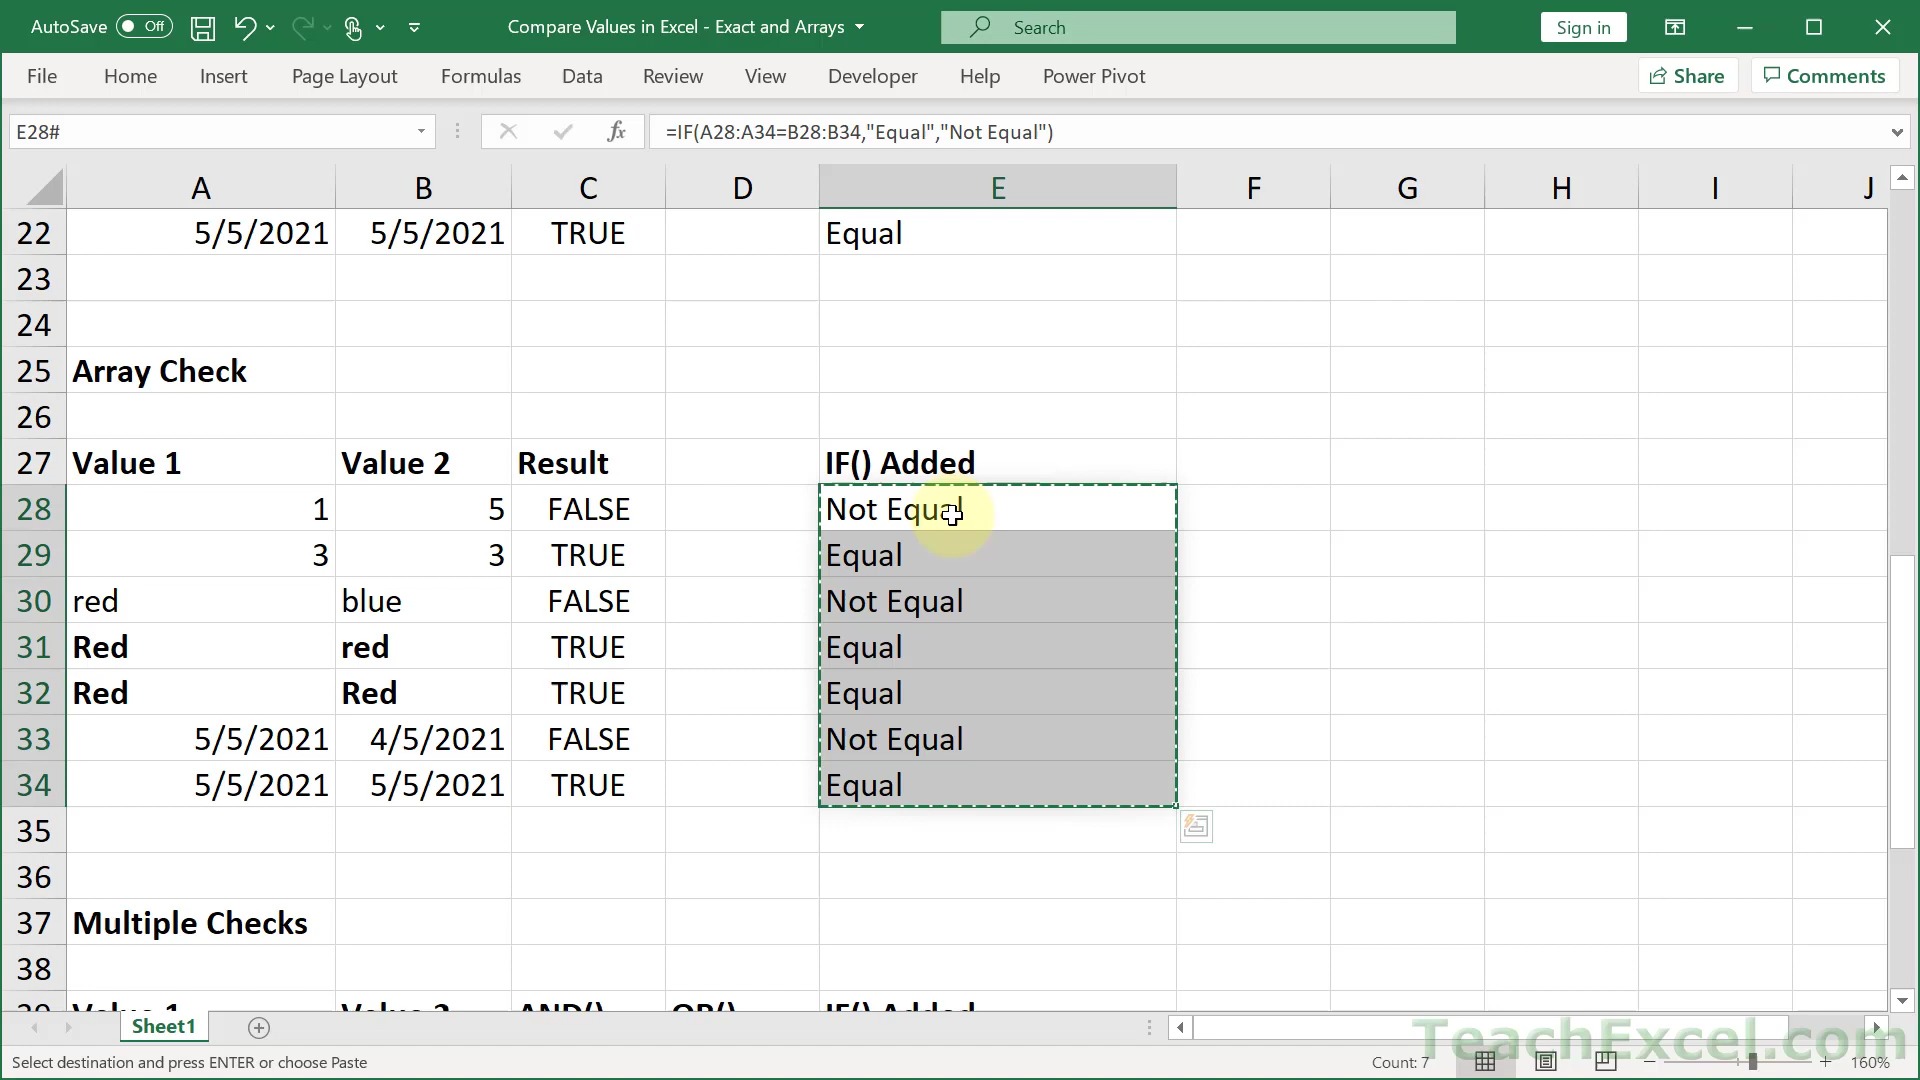 AutoSave Off Compare Values in Excel - Exact and Arrays Search Sign in
File Home Insert Page Layout Formulas Data Review View Developer Help Power Pivot Share Comments
E28# fx =IF(A28:A34=B28:B34,"Equal","Not Equal")
A B C D E F G H I J
22 5/5/2021 5/5/2021 TRUE Equal
23
24
25 Array Check
26
27 Value 1 Value 2 Result IF() Added
28 1 5 FALSE Not Equal
29 3 3 TRUE Equal
30 red blue FALSE Not Equal
31 Red red TRUE Equal
32 Red Red TRUE Equal
33 5/5/2021 4/5/2021 FALSE Not Equal
34 5/5/2021 5/5/2021 TRUE Equal
35
36
37 Multiple Checks
38
39 Value 1 Value 2 AND() OR() IF() Added
Sheet1
TeachExcel.com
Select destination and press ENTER or choose Paste Count: 7 160%